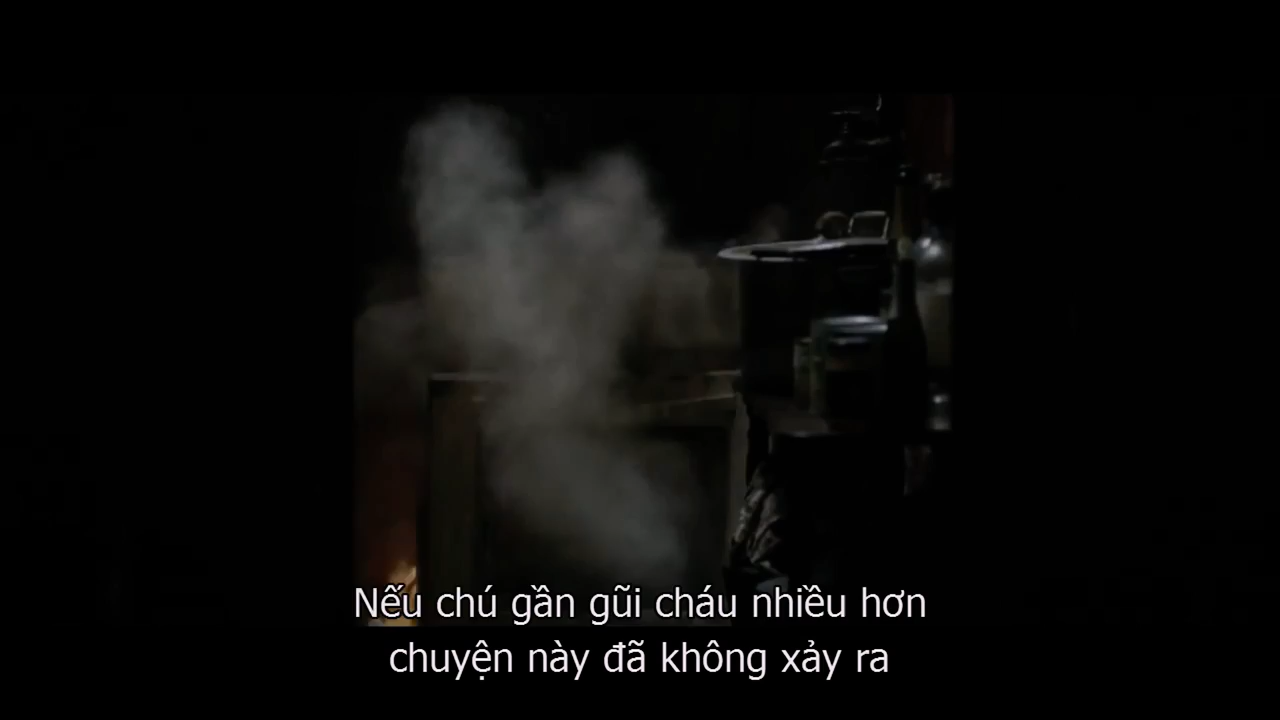 Nếu chú gần gũi cháu nhiều hơn
chuyện này đã không xảy ra